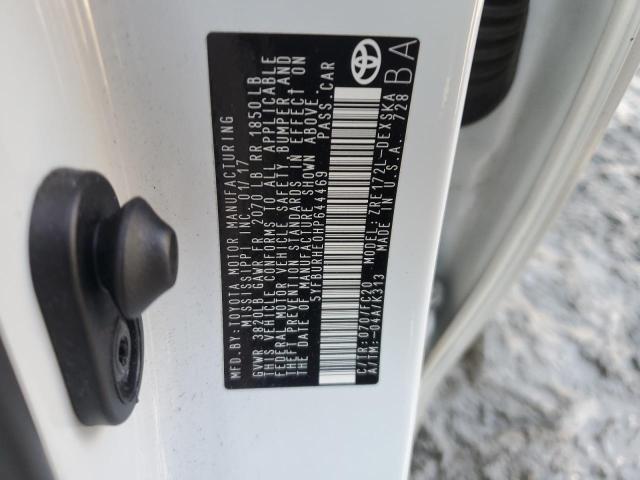 MFD.BY:TOYOTA MOTOR MANUFACTURING
MISSISSIPPI INC. 01/17
GVWR 3820LB GAWR FR 2070 LB RR 1850 LB
THIS VEHICLE CONFORMS TO ALL APPLICABLE
FEDERAL MOTOR VEHICLE SAFETY BUMPER, AND
THEFT PREVENTION STANDARDS IN EFFECT ON
THE DATE OF MANUFACTURE SHOWN ABOVE.
5YFBURHE0HP644469 PASS.CAR
C/TR:070/FC20 MODEL:ZRE172L-DEXSKA
A/TM:-04A/K313 MADE IN U.S.A. 728
BA